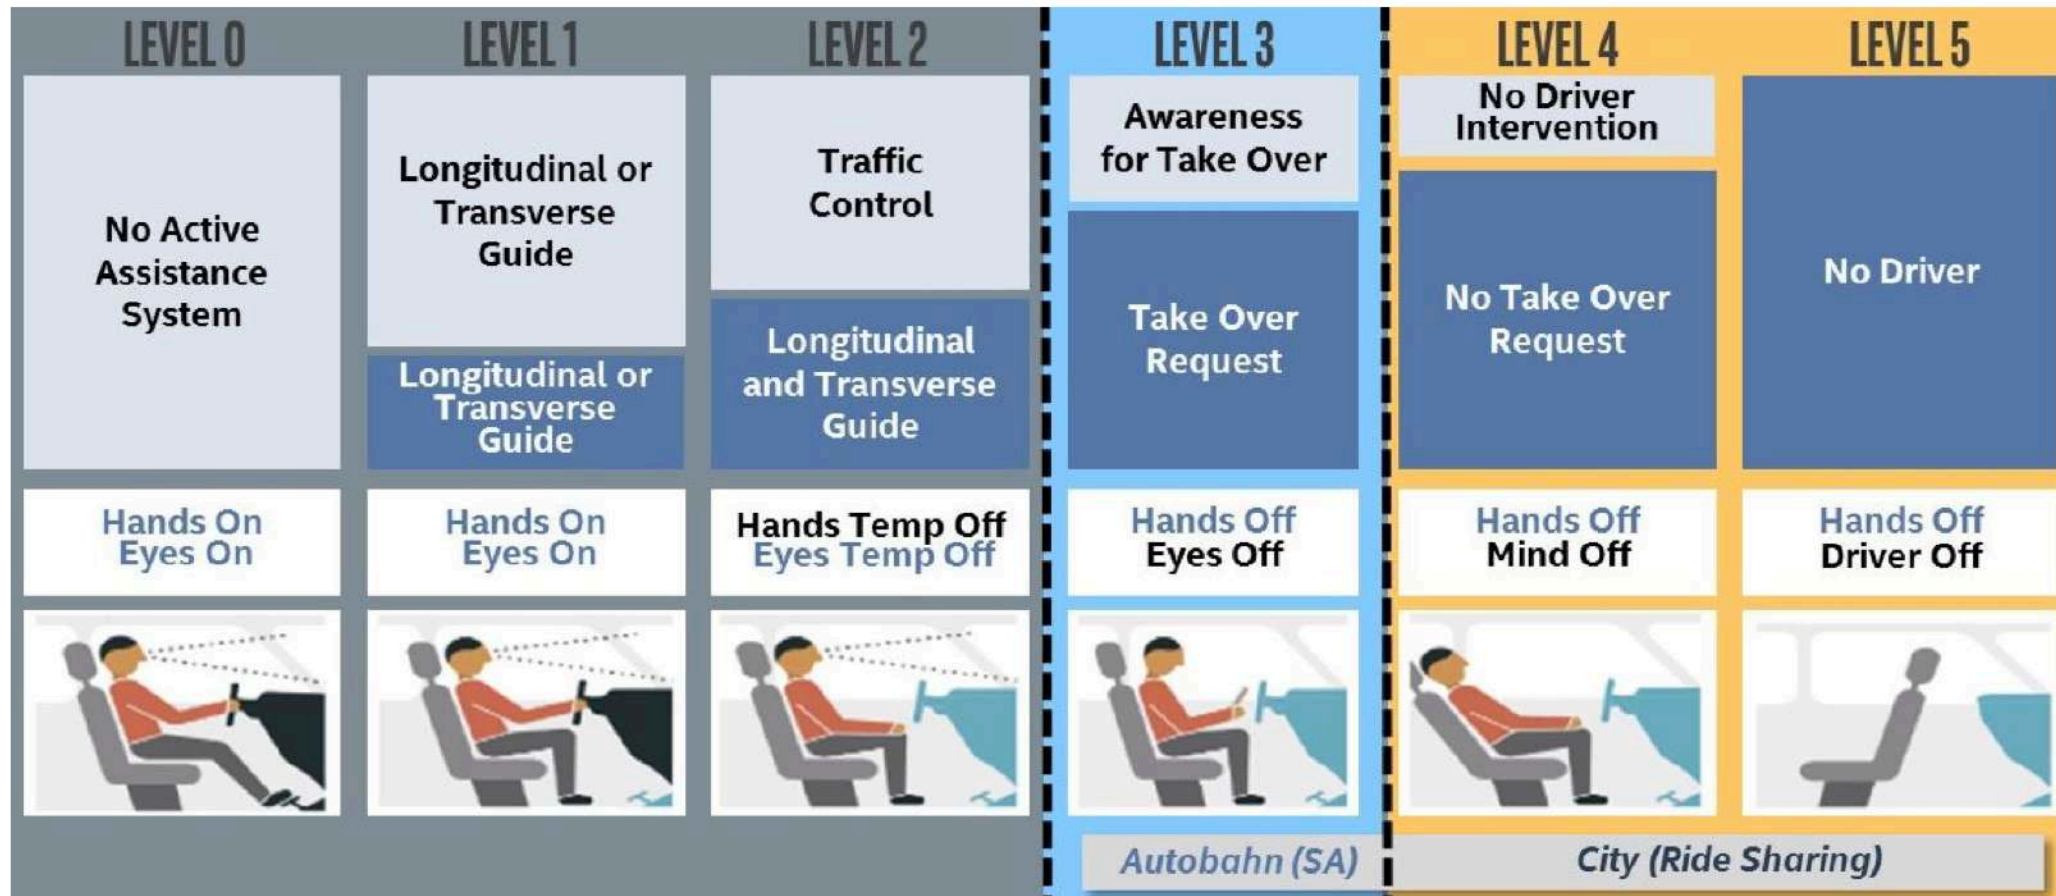 LEVEL 0
No Active
Assistance
System
Hands On
Eyes On
LEVEL 1
Longitudinal or
Transverse
Guide
Longitudinal or
Transverse
Guide
Hands On
Eyes On
LEVEL 2
Traffic
Control
Longitudinal
and Transverse
Guide
Hands Temp Off
Eyes Temp Off
LEVEL 3
Awareness
for Take Over
Take Over
Request
Hands Off
Eyes Off
LEVEL 4
No Driver
Intervention
No Take Over
Request
Hands Off
Mind Off
LEVEL 5
No Driver
Hands Off
Driver Off
Autobahn (SA)
City (Ride Sharing)